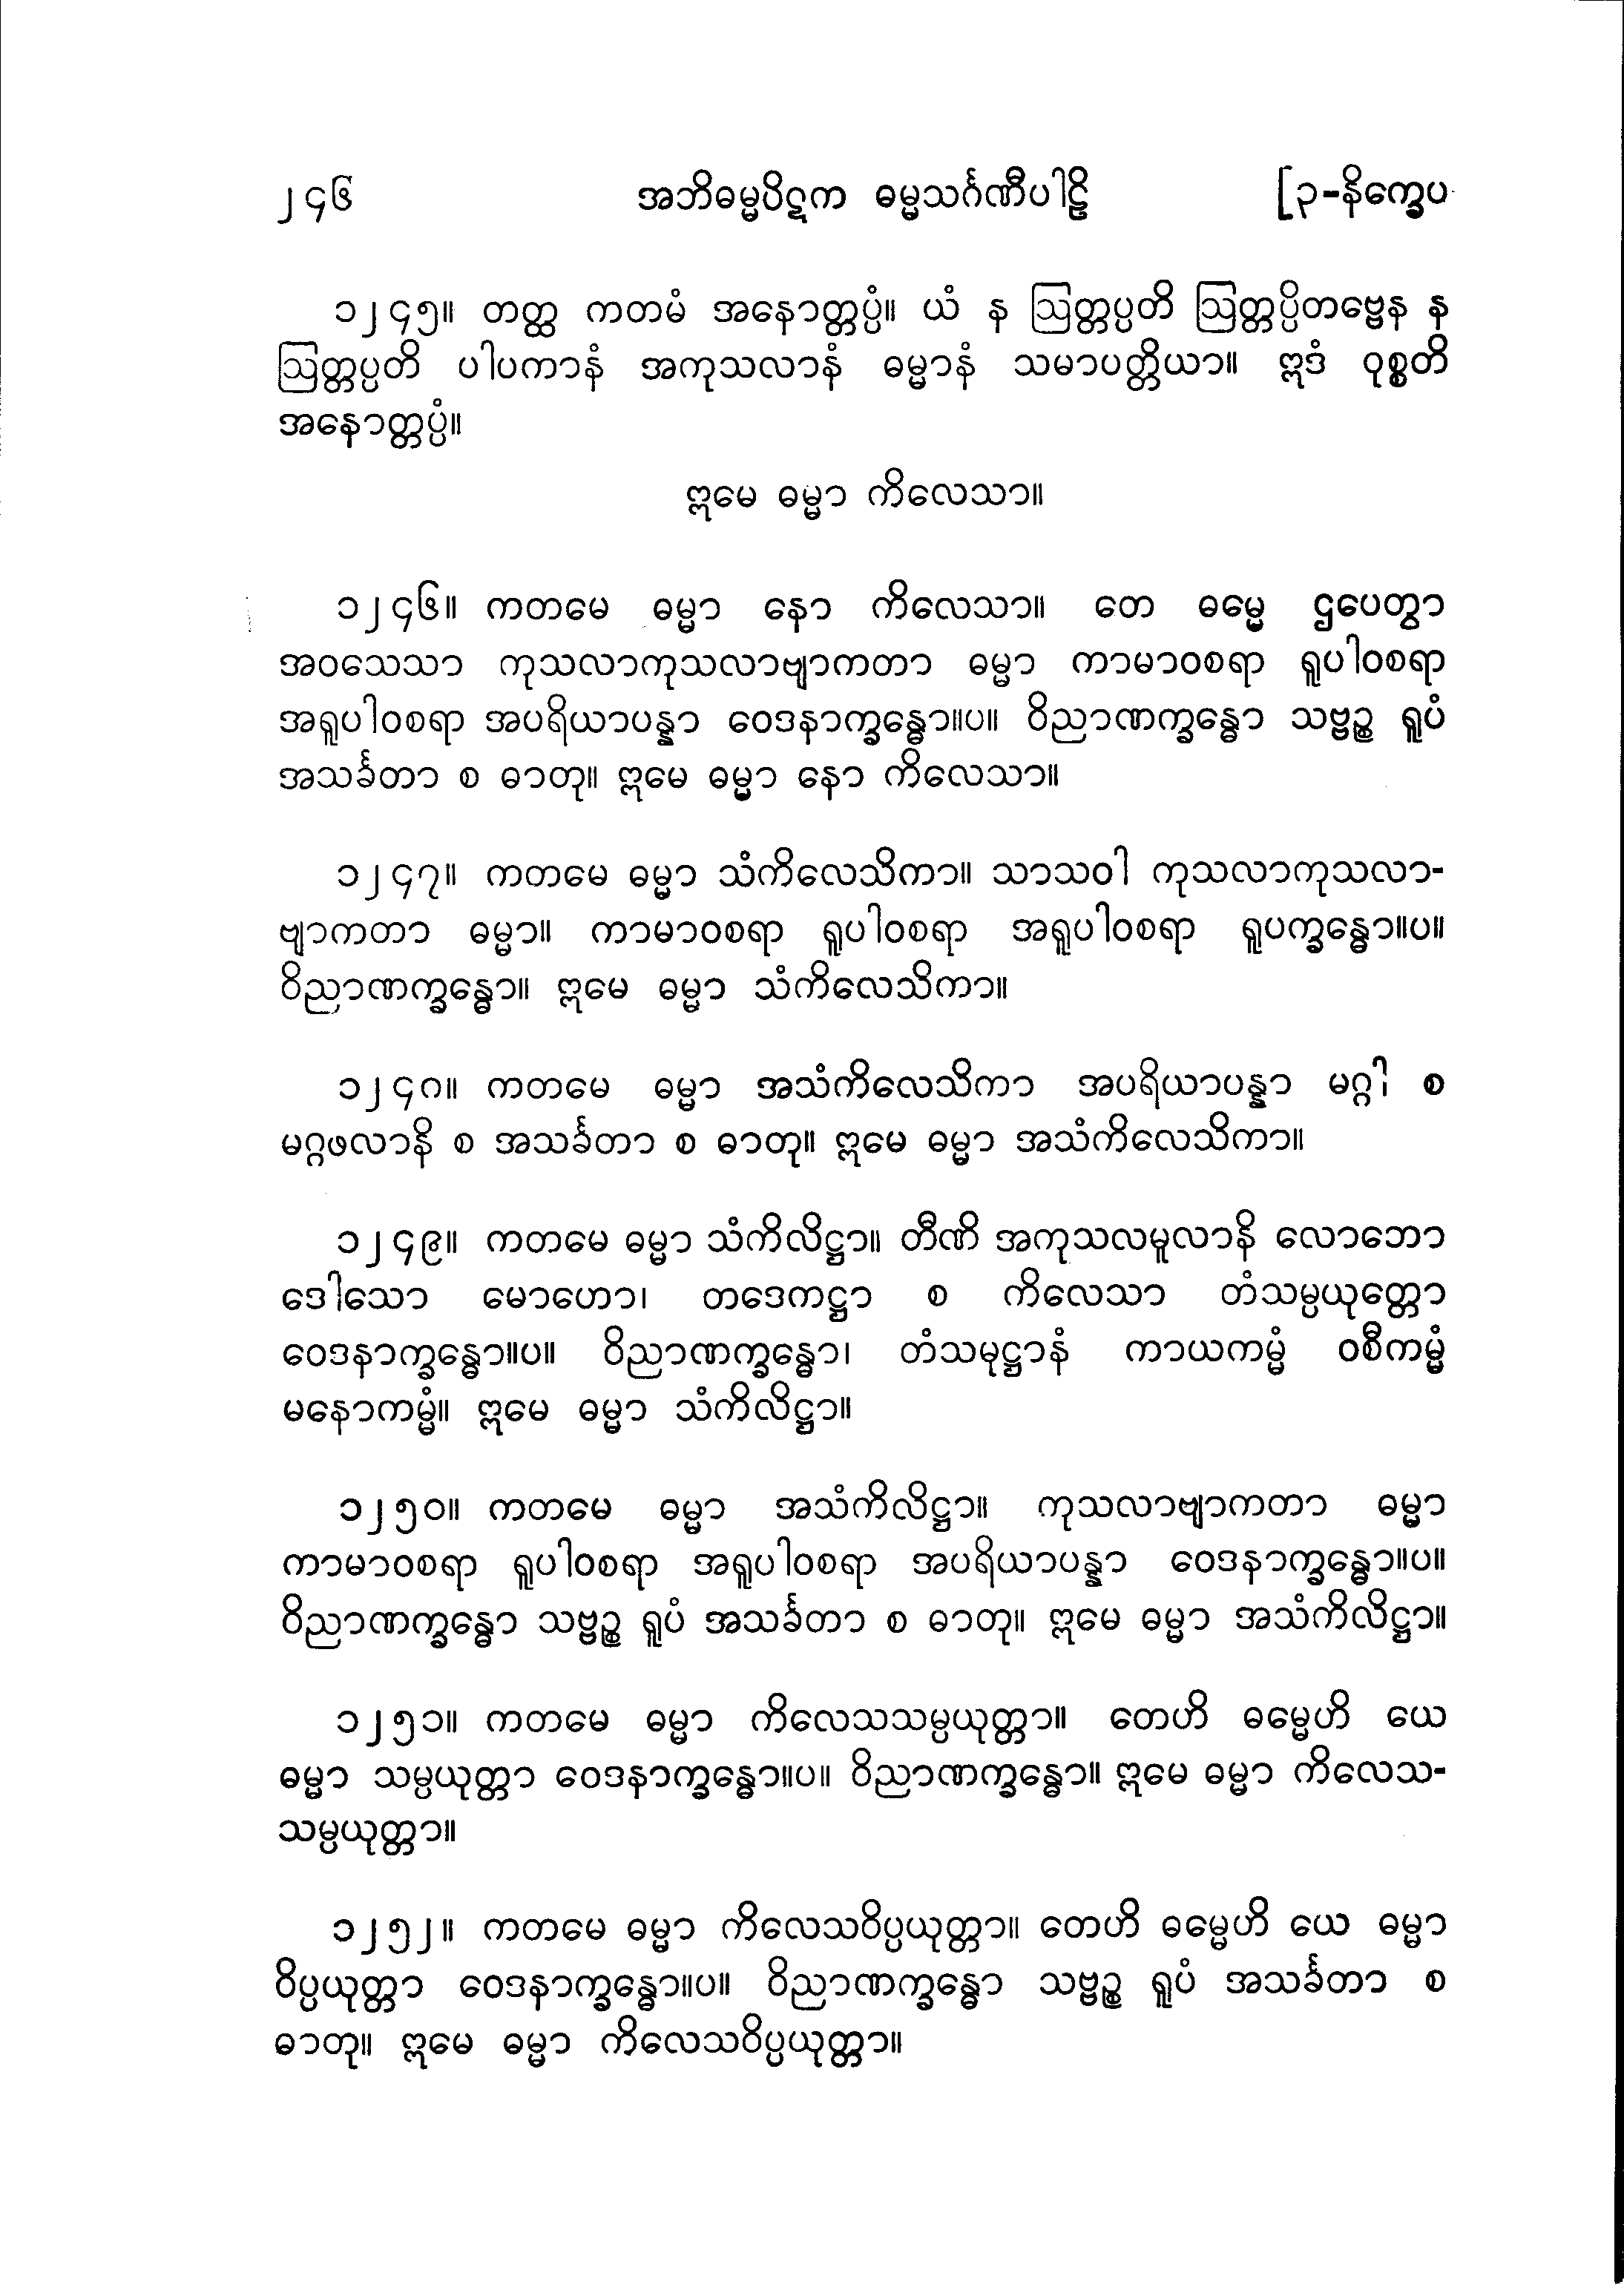 ၂၄၆ အဘိဓမ္မပိဋက ဓမ္မသင်္ဂဏီပါဠိ [၃-နိက္ခေပ
၁၂၄၅။ တတ္ထ ကတမံ အနောတ္တပ္ပံ။ ယံ န ဩတ္တပ္ပတိ ဩတ္တပ္ပိတဗ္ဗေန န
ဩတ္တပ္ပတိ ပါပကာနံ အကုသလာနံ ဓမ္မာနံ သမာပတ္တိယာ။ ဣဒံ ဝုစ္စတိ
အနောတ္တပ္ပံ။
ဣမေ ဓမ္မာ ကိလေသာ။
၁၂၄၆။ ကတမေ ဓမ္မာ နော ကိလေသာ။ တေ ဓမ္မေ ဌပေတွာ
အဝသေသာ ကုသလာကုသလာဗျာကတာ ဓမ္မာ ကာမာဝစရာ ရူပါဝစရာ
အရူပါဝစရာ အပရိယာပန္နာ ဝေဒနာက္ခန္ဓော။ပ။ ဝိညာဏက္ခန္ဓော သဗ္ဗဉ္စ ရူပံ
အသင်္ခတာ စ ဓာတု။ ဣမေ ဓမ္မာ နော ကိလေသာ။
၁၂၄၇။ ကတမေ ဓမ္မာ သံကိလေသိကာ။ သာသဝါ ကုသလာကုသလာ-
ဗျာကတာ ဓမ္မာ။ ကာမာဝစရာ ရူပါဝစရာ အရူပါဝစရာ ရူပက္ခန္ဓော။ပ။
ဝိညာဏက္ခန္ဓော။ ဣမေ ဓမ္မာ သံကိလေသိကာ။
၁၂၄၈။ ကတမေ ဓမ္မာ အသံကိလေသိကာ အပရိယာပန္နာ မဂ္ဂါ စ
မဂ္ဂဖလာနိ စ အသင်္ခတာ စ ဓာတု။ ဣမေ ဓမ္မာ အသံကိလေသိကာ။
၁၂၄၉။ ကတမေ ဓမ္မာ သံကိလိဋ္ဌာ။ တီဏိ အကုသလမူလာနိ လောဘော
ဒေါသော မောဟော၊ တဒေကဋ္ဌာ စ ကိလေသာ တံသမ္ပယုတ္တော
ဝေဒနာက္ခန္ဓော။ပ။ ဝိညာဏက္ခန္ဓော၊ တံသမုဋ္ဌာနံ ကာယကမ္မံ ဝစီကမ္မံ
မနောကမ္မံ။ ဣမေ ဓမ္မာ သံကိလိဋ္ဌာ။
၁၂၅၀။ ကတမေ ဓမ္မာ အသံကိလိဋ္ဌာ။ ကုသလာဗျာကတာ ဓမ္မာ
ကာမာဝစရာ ရူပါဝစရာ အရူပါဝစရာ အပရိယာပန္နာ ဝေဒနာက္ခန္ဓော။ပ။
ဝိညာဏက္ခန္ဓော သဗ္ဗဉ္စ ရူပံ အသင်္ခတာ စ ဓာတု။ ဣမေ ဓမ္မာ အသံကိလိဋ္ဌာ။
၁၂၅၁။ ကတမေ ဓမ္မာ ကိလေသသမ္ပယုတ္တာ။ တေဟိ ဓမ္မေဟိ ယေ
ဓမ္မာ သမ္ပယုတ္တာ ဝေဒနာက္ခန္ဓော။ပ။ ဝိညာဏက္ခန္ဓော။ ဣမေ ဓမ္မာ ကိလေသ-
သမ္ပယုတ္တာ။
၁၂၅၂။ ကတမေ ဓမ္မာ ကိလေသဝိပ္ပယုတ္တာ။ တေဟိ ဓမ္မေဟိ ယေ ဓမ္မာ
ဝိပ္ပယုတ္တာ ဝေဒနာက္ခန္ဓော။ပ။ ဝိညာဏက္ခန္ဓော သဗ္ဗဉ္စ ရူပံ အသင်္ခတာ စ
ဓာတု။ ဣမေ ဓမ္မာ ကိလေသဝိပ္ပယုတ္တာ။